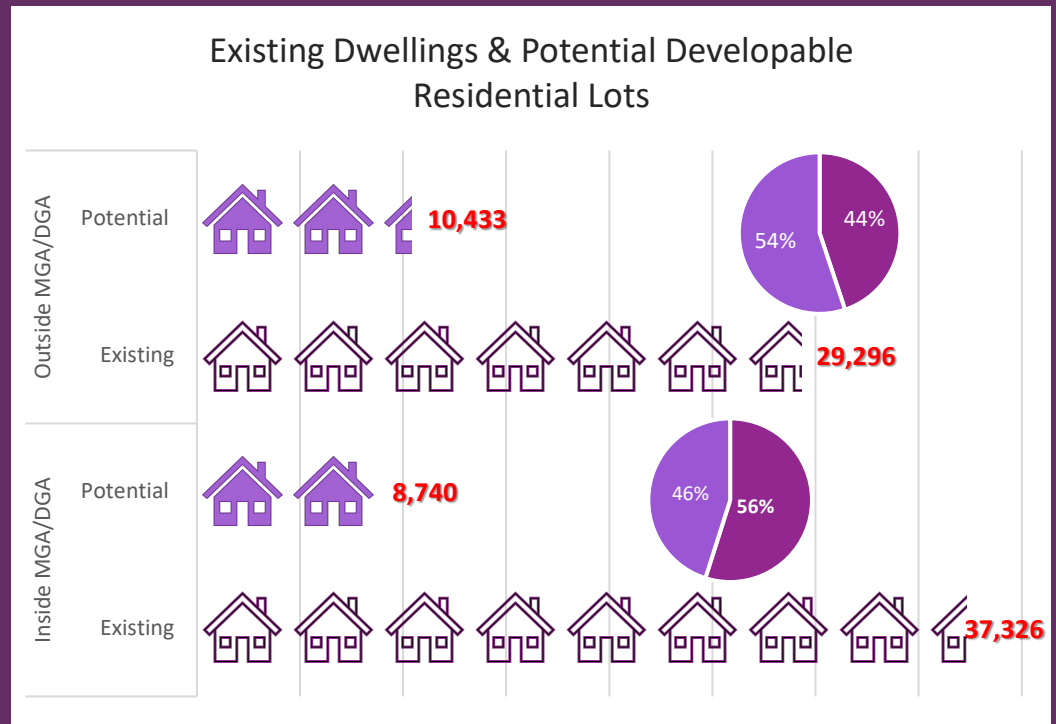 Existing Dwellings & Potential Developable
Residential Lots
Outside MGA/DGA
Potential
10,433
54%
44%
Existing
29,296
Inside MGA/DGA
Potential
8,740
46%
56%
Existing
37,326